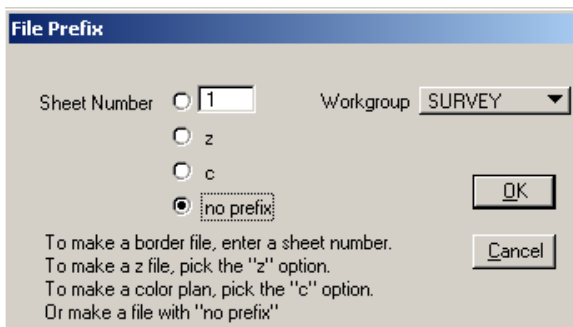 File Prefix
Sheet Number 1 Workgroup SURVEY
z
c
no prefix
OK
Cancel
To make a border file, enter a sheet number.
To make a z file, pick the "z" option.
To make a color plan, pick the "c" option.
Or make a file with "no prefix"